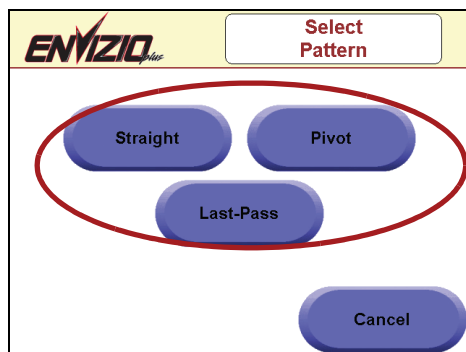 ENVIZIO plus
Select
Pattern
Straight
Pivot
Last-Pass
Cancel